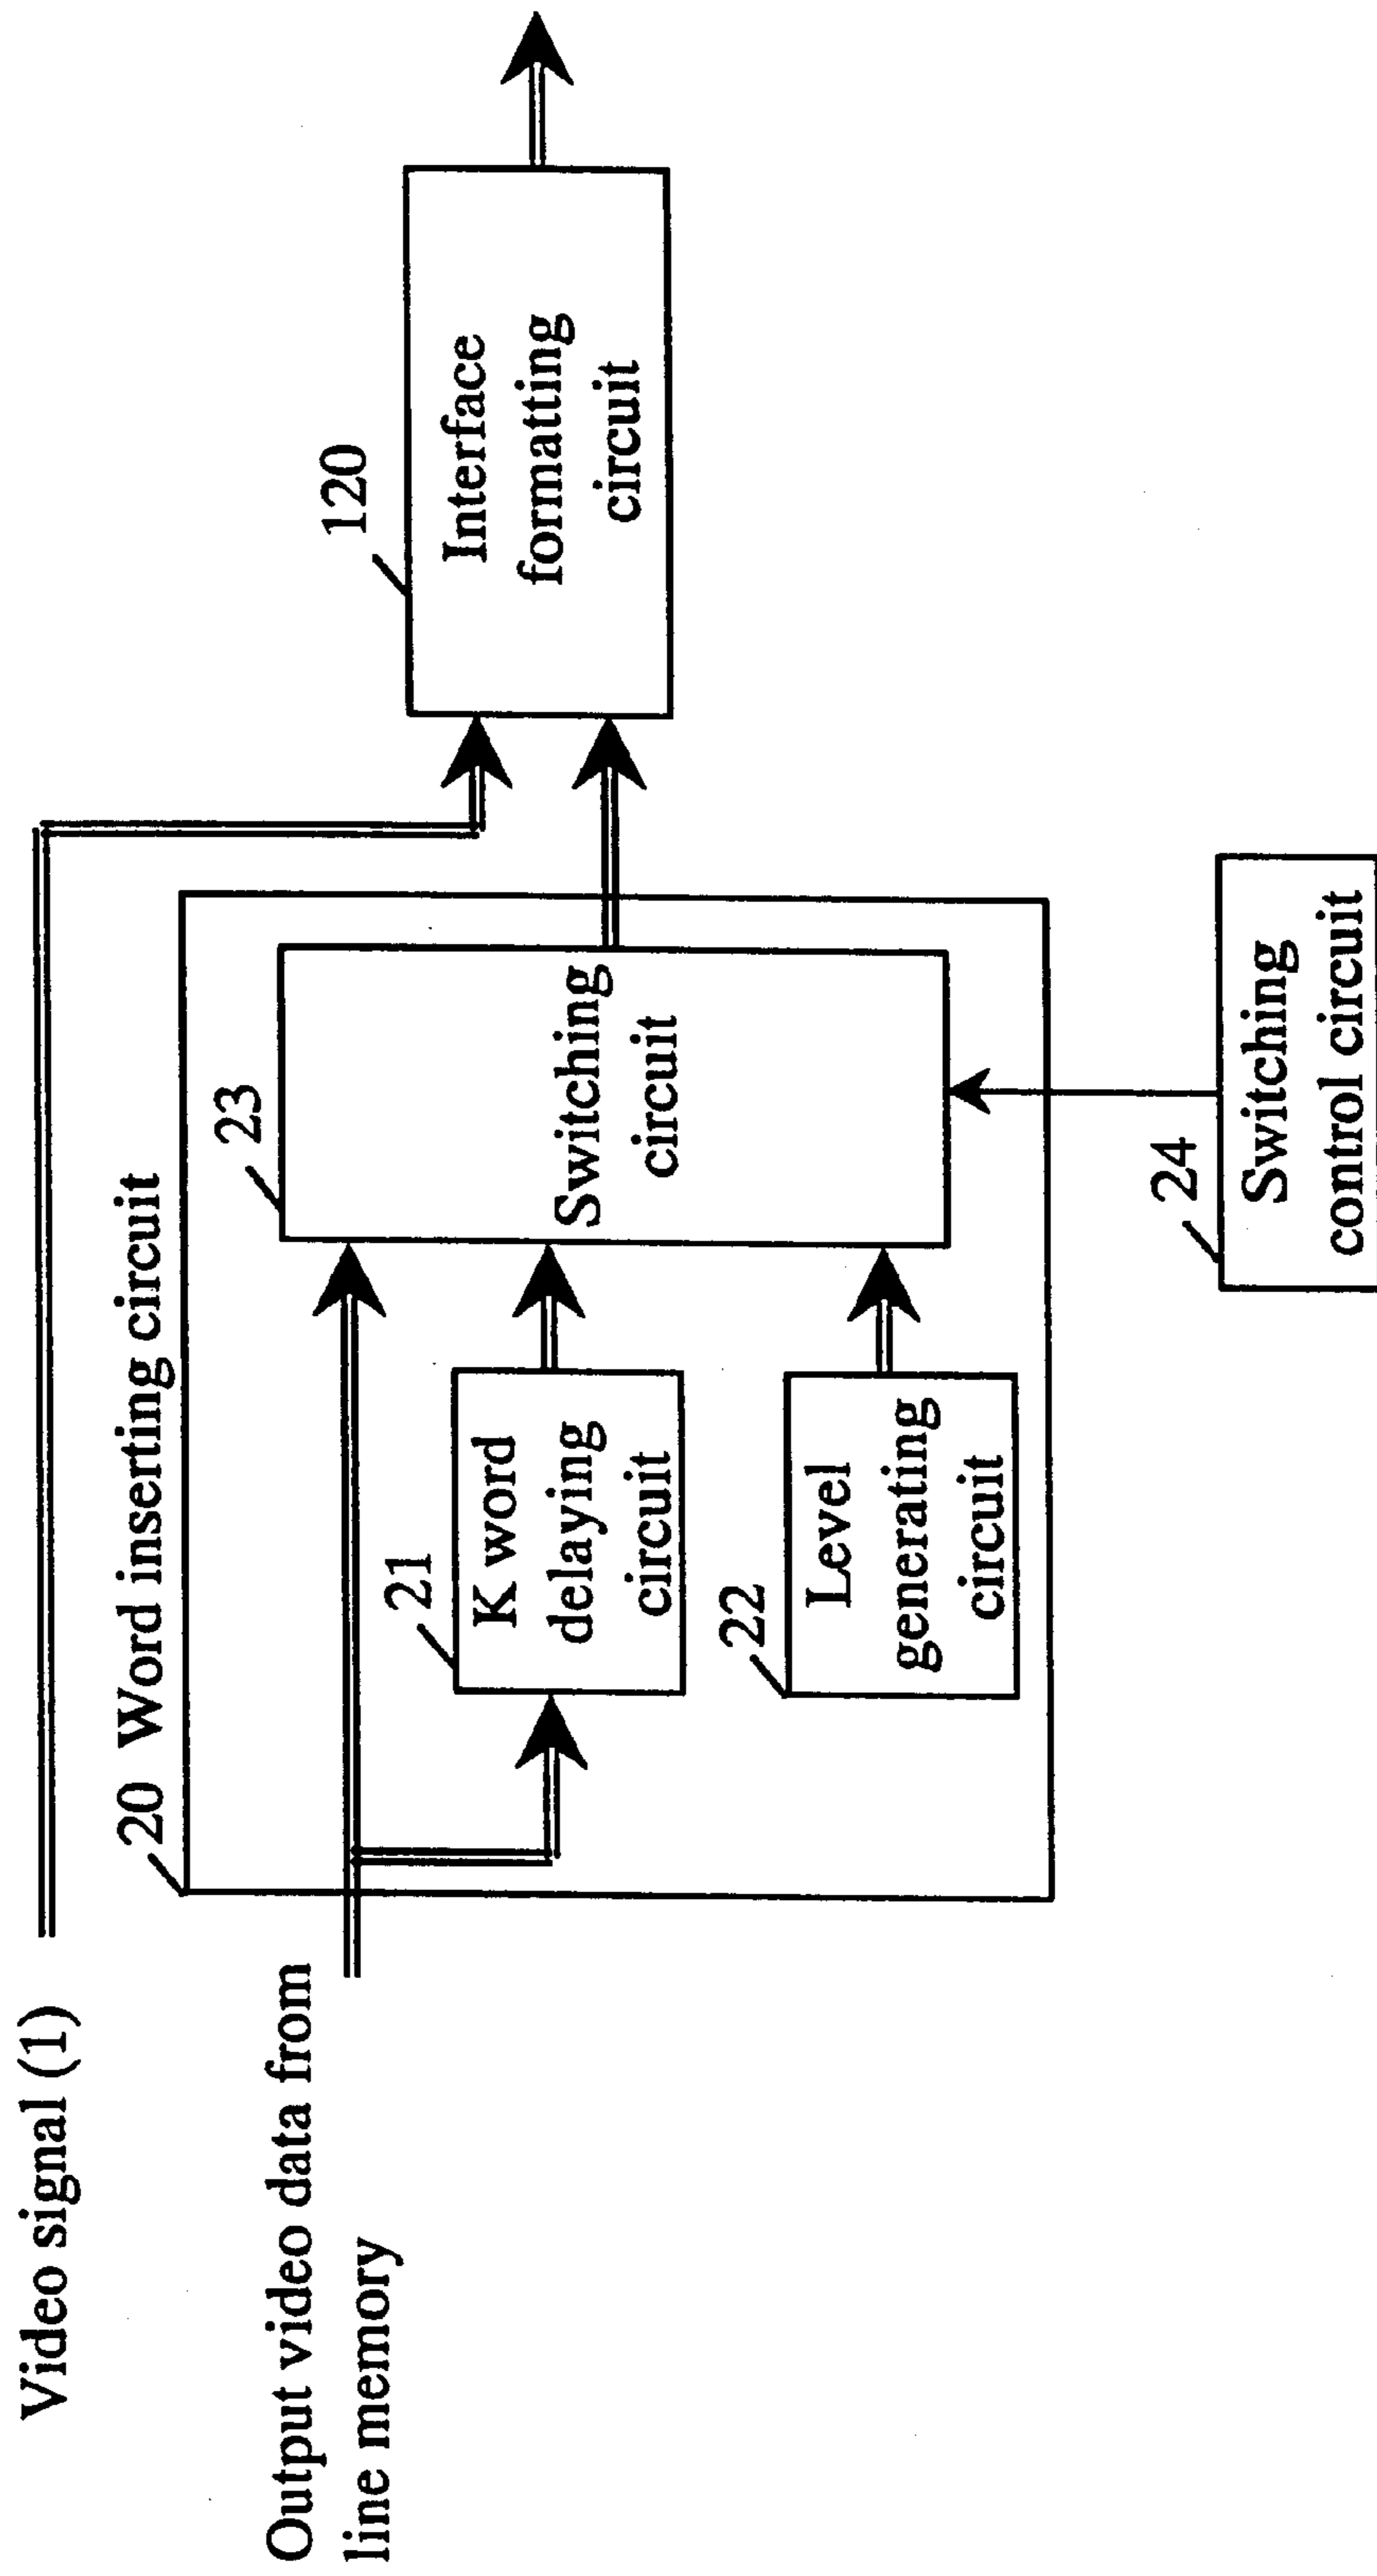 Video signal (1)
20 Word inserting circuit
Output video data from
line memory
21
K word
delaying
circuit
22
Level
generating
circuit
23
Switching
circuit
24
Switching
control circuit
120
Interface
formatting
circuit